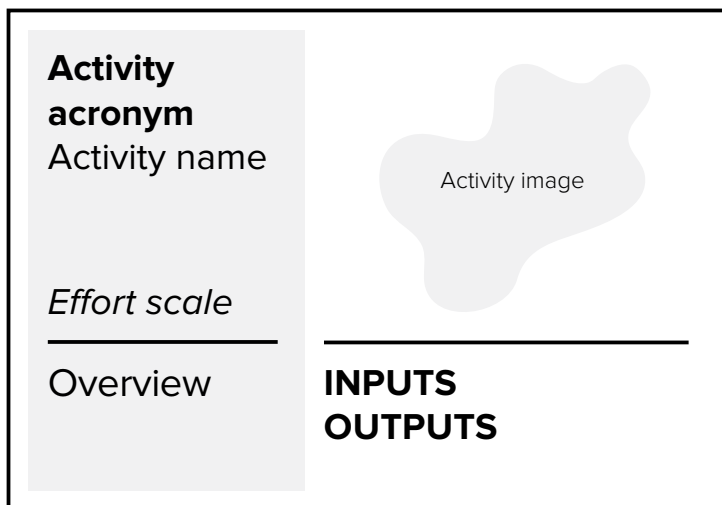 Activity
acronym
Activity name
Effort scale
Overview
Activity image
INPUTS
OUTPUTS